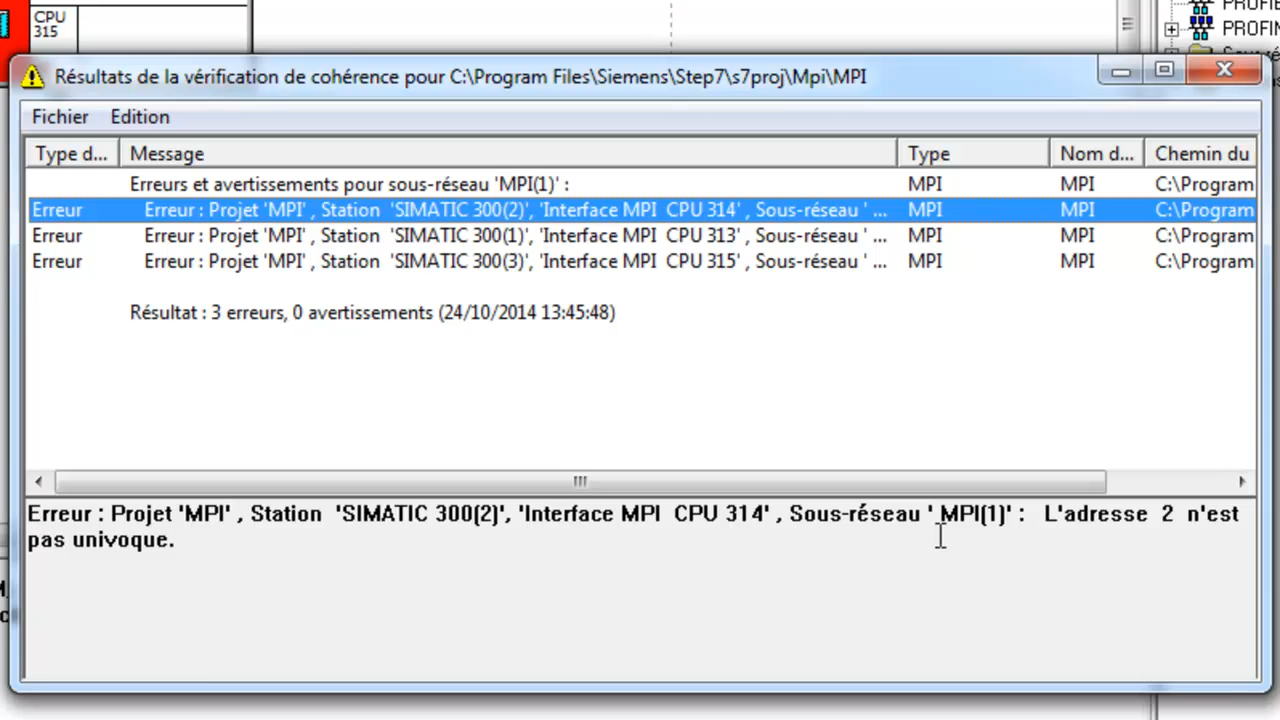 CPU
315
PROFIN
Résultats de la vérification de cohérence pour C:\Program Files\Siemens\Step7\s7proj\Mpi\MPI
Fichier Edition
Type d... Message Type Nom d... Chemin du
Erreurs et avertissements pour sous-réseau 'MPI(1)' : MPI MPI C:\Program
Erreur Erreur : Projet 'MPI' , Station 'SIMATIC 300(2)', 'Interface MPI CPU 314' , Sous-réseau ' ... MPI MPI C:\Program
Erreur Erreur : Projet 'MPI' , Station 'SIMATIC 300(1)', 'Interface MPI CPU 313' , Sous-réseau ' ... MPI MPI C:\Program
Erreur Erreur : Projet 'MPI' , Station 'SIMATIC 300(3)', 'Interface MPI CPU 315' , Sous-réseau ' ... MPI MPI C:\Program
Résultat : 3 erreurs, 0 avertissements (24/10/2014 13:45:48)
Erreur : Projet 'MPI' , Station 'SIMATIC 300(2)', 'Interface MPI CPU 314' , Sous-réseau ' MPI(1)' : L'adresse 2 n'est
pas univoque.